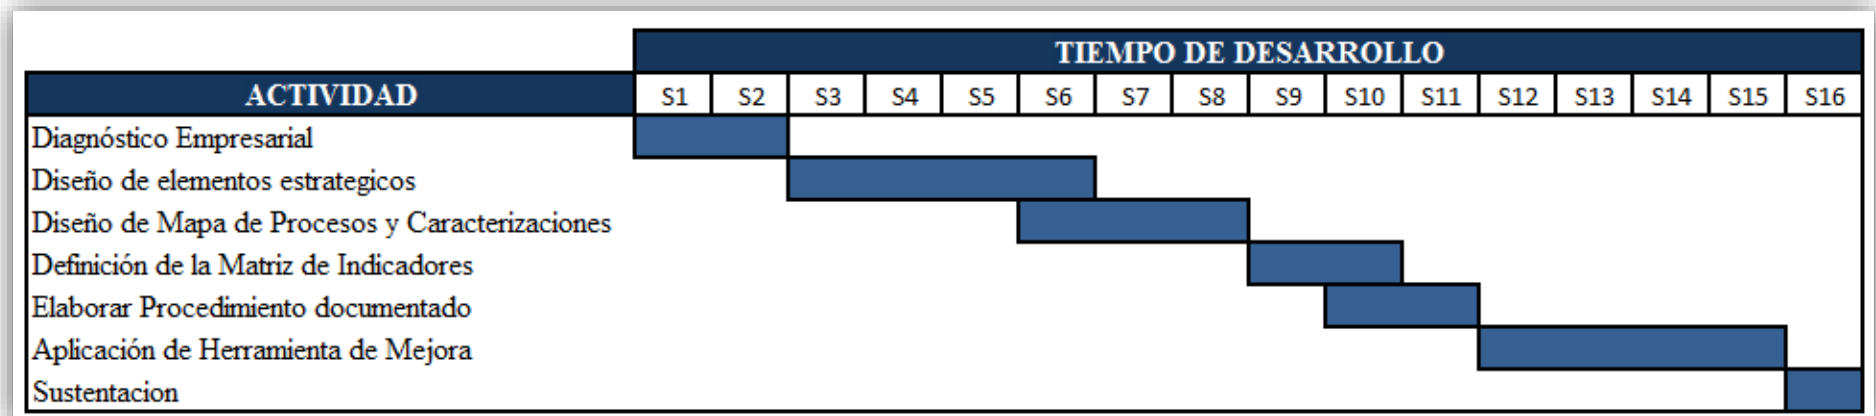 TIEMPO DE DESARROLLO
ACTIVIDAD S1 S2 S3 S4 S5 S6 S7 S8 S9 S10 S11 S12 S13 S14 S15 S16
Diagnóstico Empresarial
Diseño de elementos estrategicos
Diseño de Mapa de Procesos y Caracterizaciones
Definición de la Matriz de Indicadores
Elaborar Procedimiento documentado
Aplicación de Herramienta de Mejora
Sustentacion